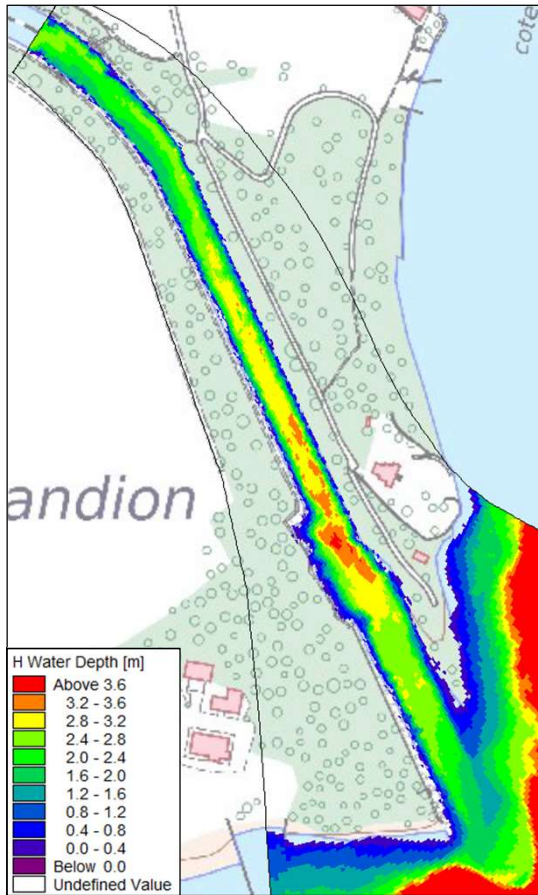 cote
andion
H Water Depth [m]
Above 3.6
3.2 - 3.6
2.8 - 3.2
2.4 - 2.8
2.0 - 2.4
1.6 - 2.0
1.2 - 1.6
0.8 - 1.2
0.4 - 0.8
0.0 - 0.4
Below 0.0
Undefined Value